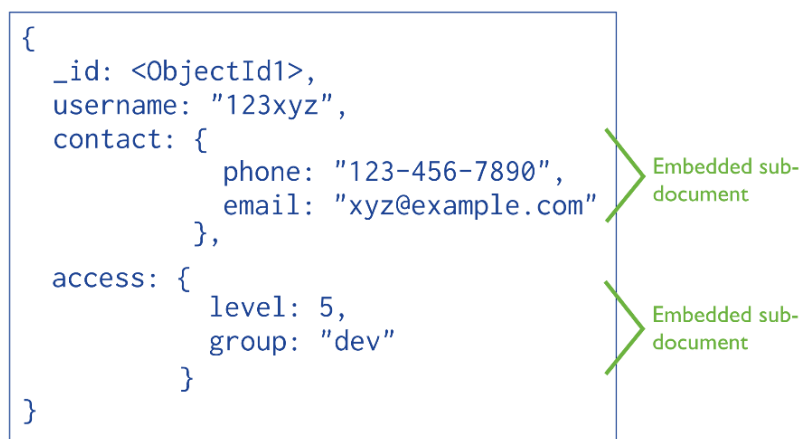 {
_id: <ObjectId1>,
username: "123xyz",
contact: {
phone: "123-456-7890",
email: "xyz@example.com"
},
access: {
level: 5,
group: "dev"
}
}
Embedded sub-
document
Embedded sub-
document